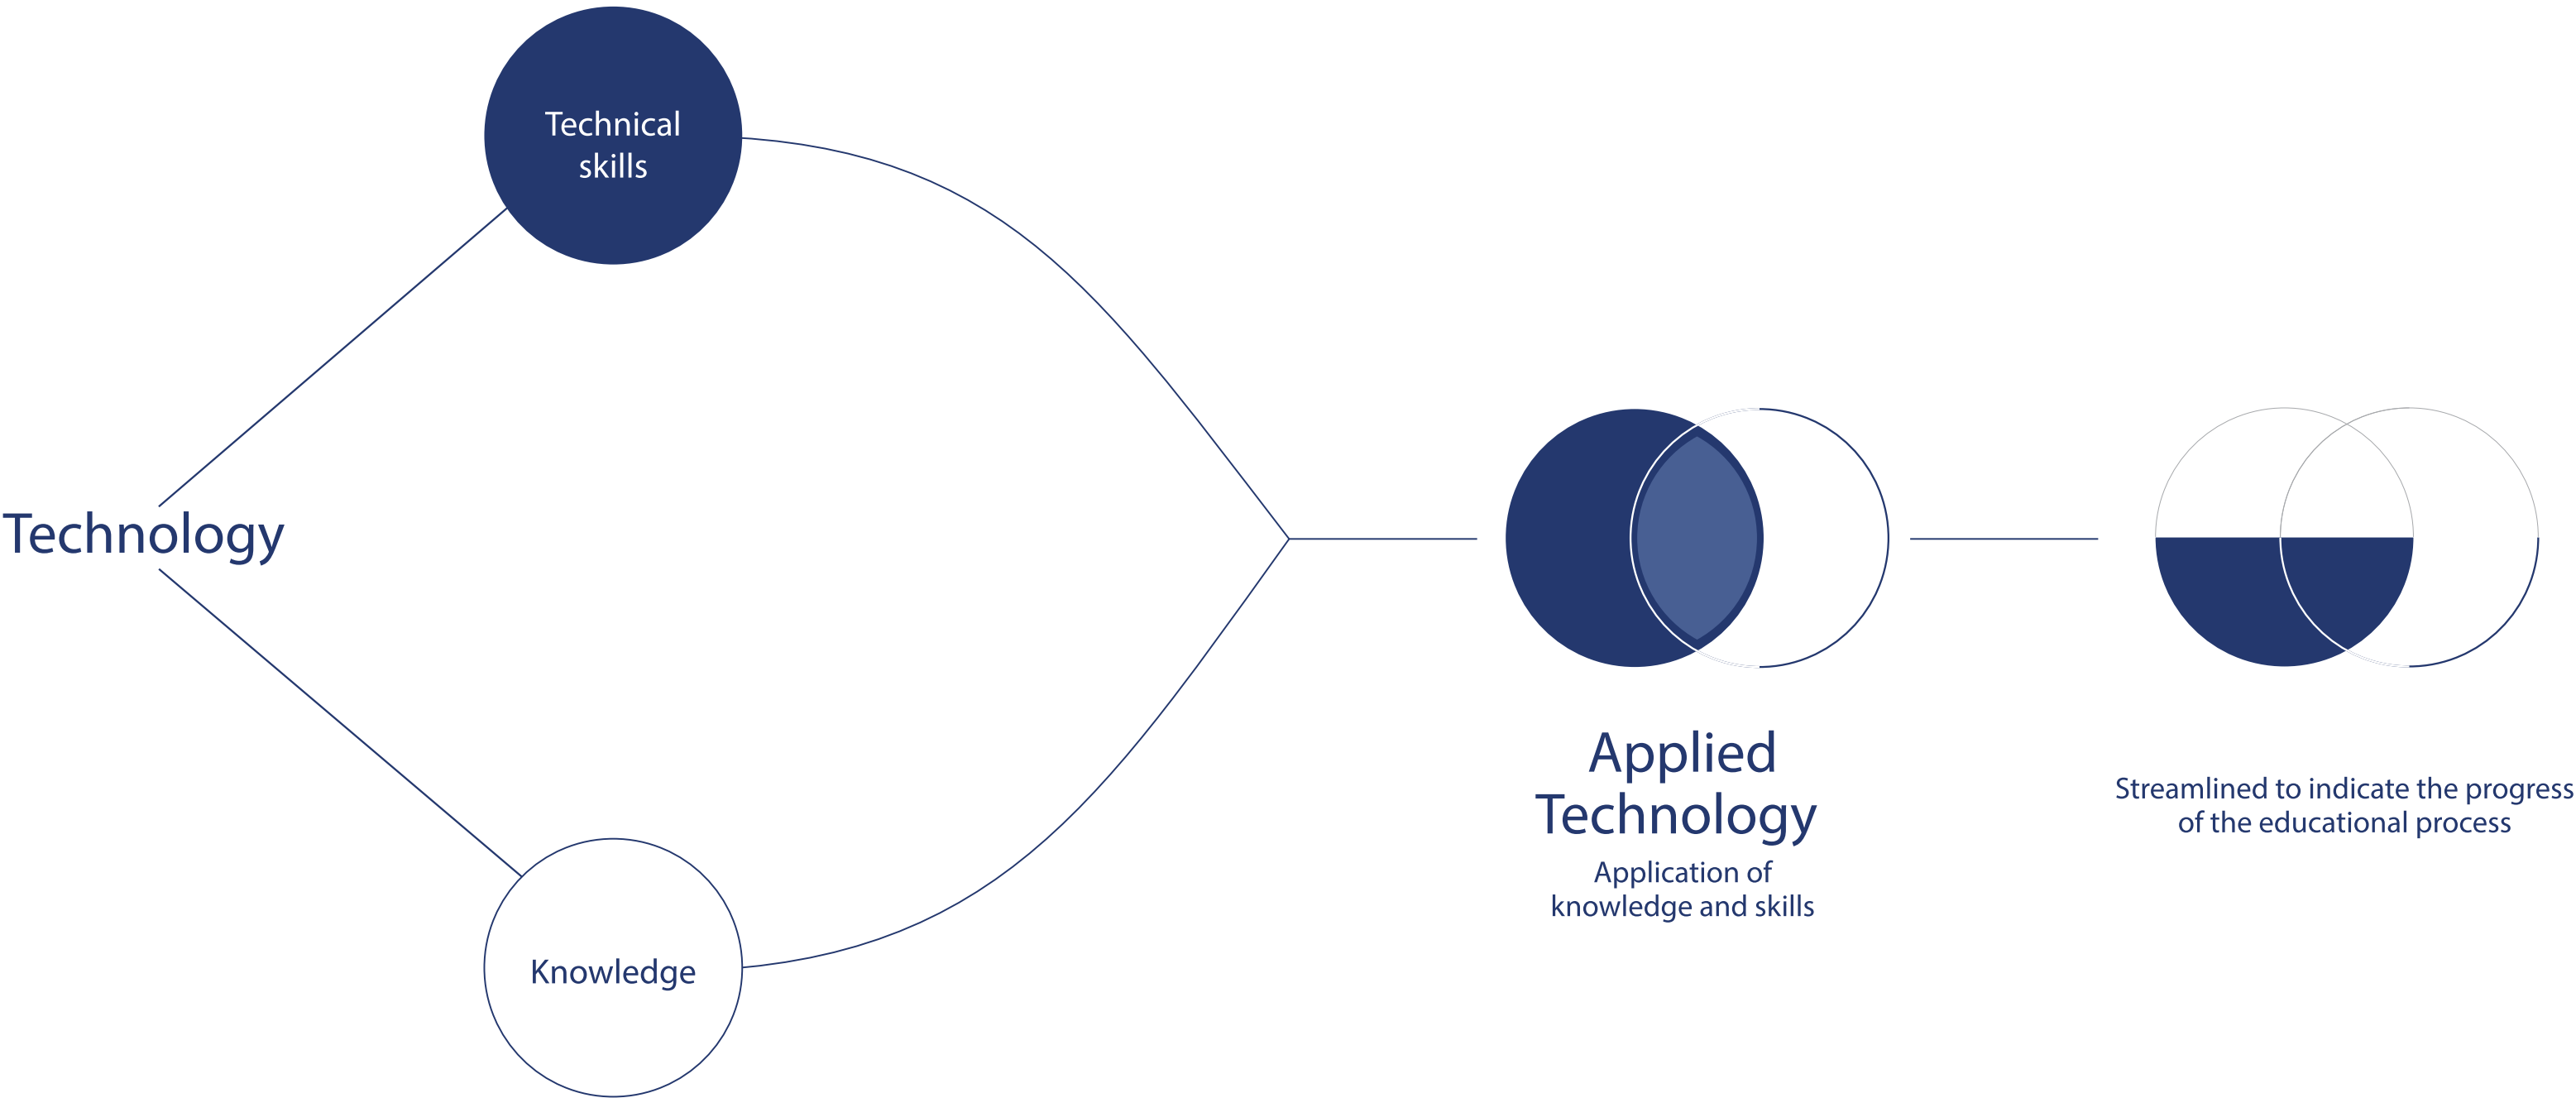 Technical
skills
Technology
Knowledge
Applied
Technology
Application of
knowledge and skills
Streamlined to indicate the progress
of the educational process